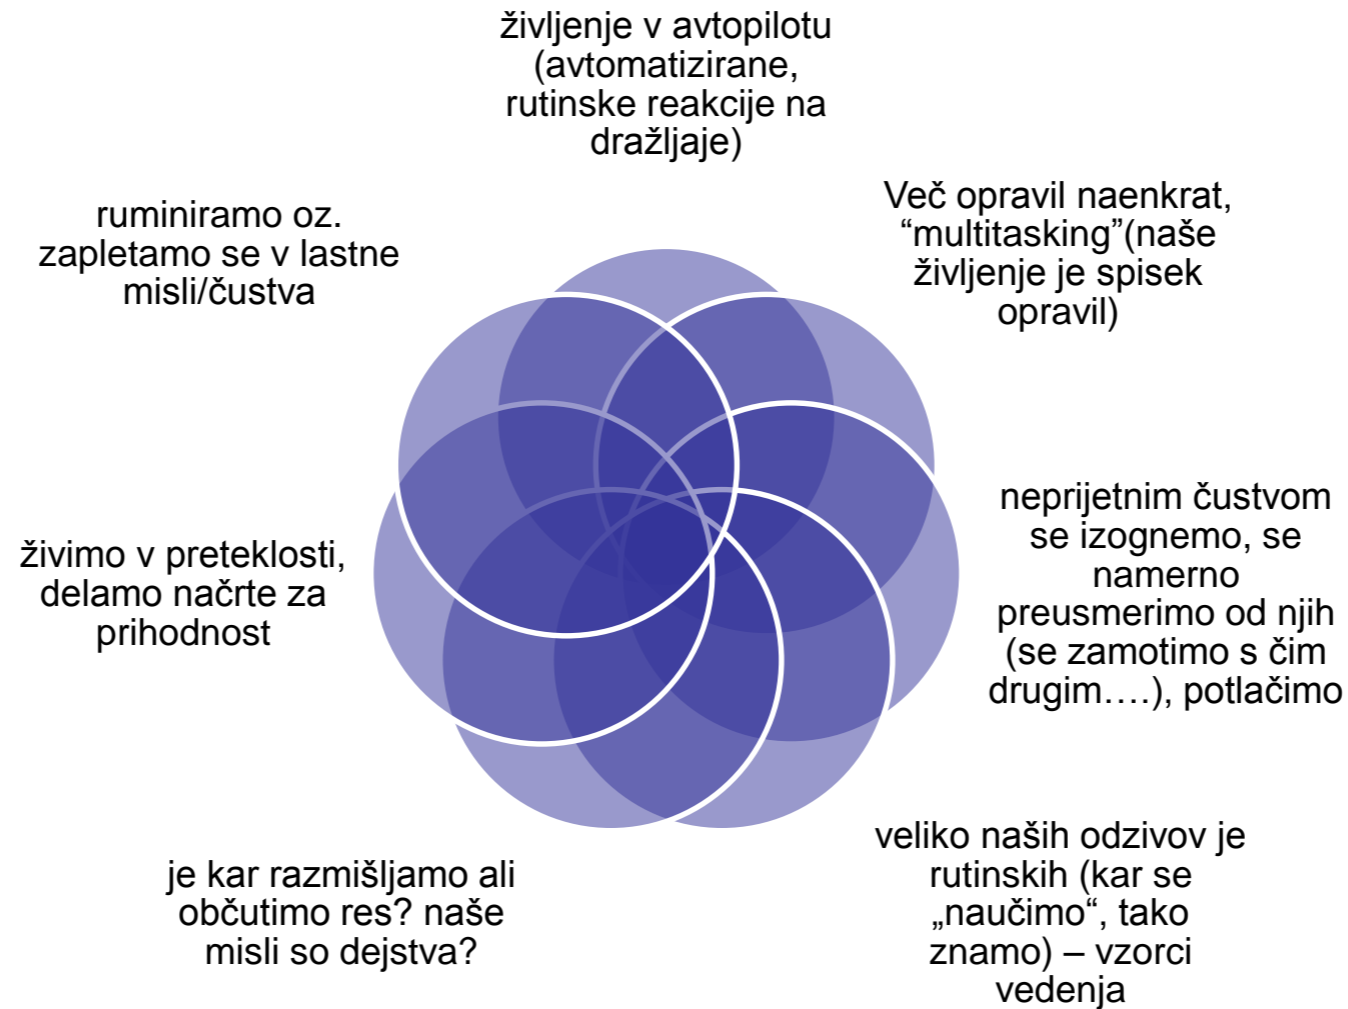 življenje v avtopilotu
(avtomatizirane,
rutinske reakcije na
dražljaje)
Več opravil naenkrat,
“multitasking”(naše
življenje je spisek
opravil)
neprijetnim čustvom
se izognemo, se
namerno
preusmerimo od njih
(se zamotimo s čim
drugim….), potlačimo
veliko naših odzivov je
rutinskih (kar se
„naučimo“, tako
znamo) – vzorci
vedenja
je kar razmišljamo ali
občutimo res? naše
misli so dejstva?
živimo v preteklosti,
delamo načrte za
prihodnost
ruminiramo oz.
zapletamo se v lastne
misli/čustva